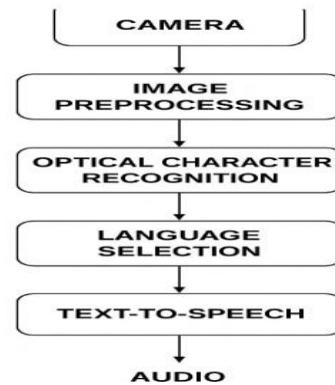 CAMERA
IMAGE
PREPROCESSING
OPTICAL CHARACTER
RECOGNITION
LANGUAGE
SELECTION
TEXT-TO-SPEECH
AUDIO